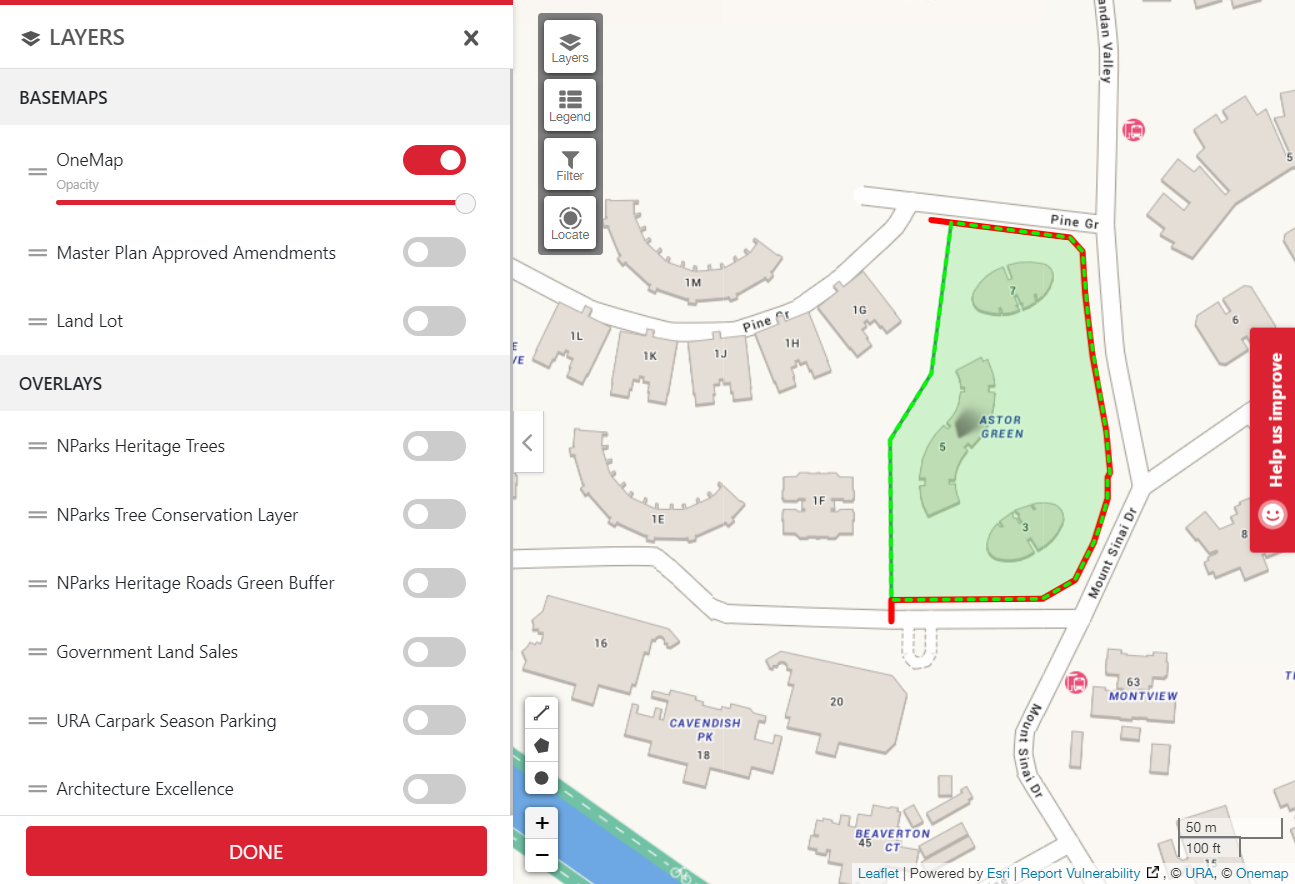 LAYERS
BASEMAPS
OneMap
Opacity
Master Plan Approved Amendments
Land Lot
OVERLAYS
NParks Heritage Trees
NParks Tree Conservation Layer
NParks Heritage Roads Green Buffer
Government Land Sales
URA Carpark Season Parking
Architecture Excellence
DONE
Layers
Legend
Filter
Locate
andan Valley
Pine Gr
5
7
1M
1G
Pine Gr
6
1L
1K
1J
1H
E
VE
ASTOR
GREEN
5
Help us improve
1F
1E
3
8
Mount Sinai Dr
16
63
MONTVIEW
20
CAVENDISH
PK
18
Mount Sinai Dr
BEAVERTON
CT
45
+
−
50 m
100 ft
15
Leaflet | Powered by Esri | Report Vulnerability , © URA, © Onemap